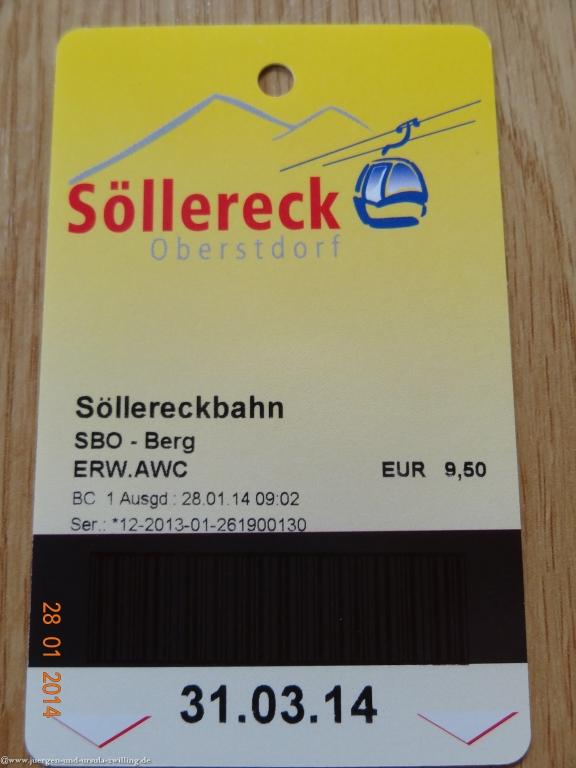 Söllereck
Oberstdorf
Söllereckbahn
SBO - Berg
ERW.AWC EUR 9,50
BC 1 Ausgd.: 28.01.14 09:02
Ser.: *12-2013-01-261900130
28 01 2014
31.03.14
@www.juergen-und-ursula-zwilling.de